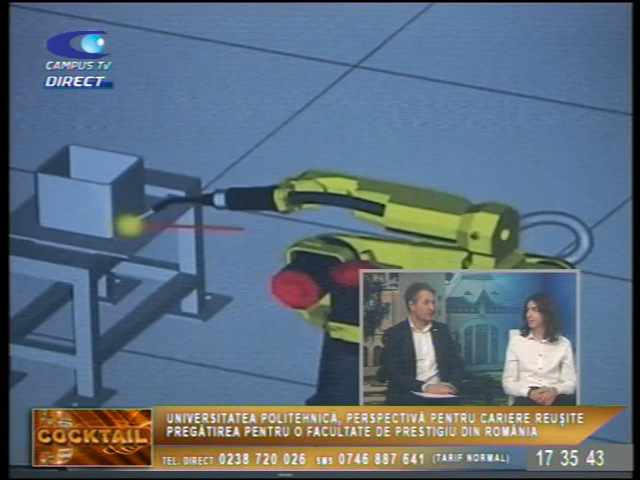 CAMPUS TV
DIRECT
COCKTAIL
UNIVERSITATEA POLITEHNICĂ, PERSPECTIVĂ PENTRU CARIERE REUȘITE
PREGĂTIREA PENTRU O FACULTATE DE PRESTIGIU DIN ROMÂNIA
TEL: DIRECT 0238 720 026 SMS 0746 887 641 (TARIF NORMAL)
17 35 43